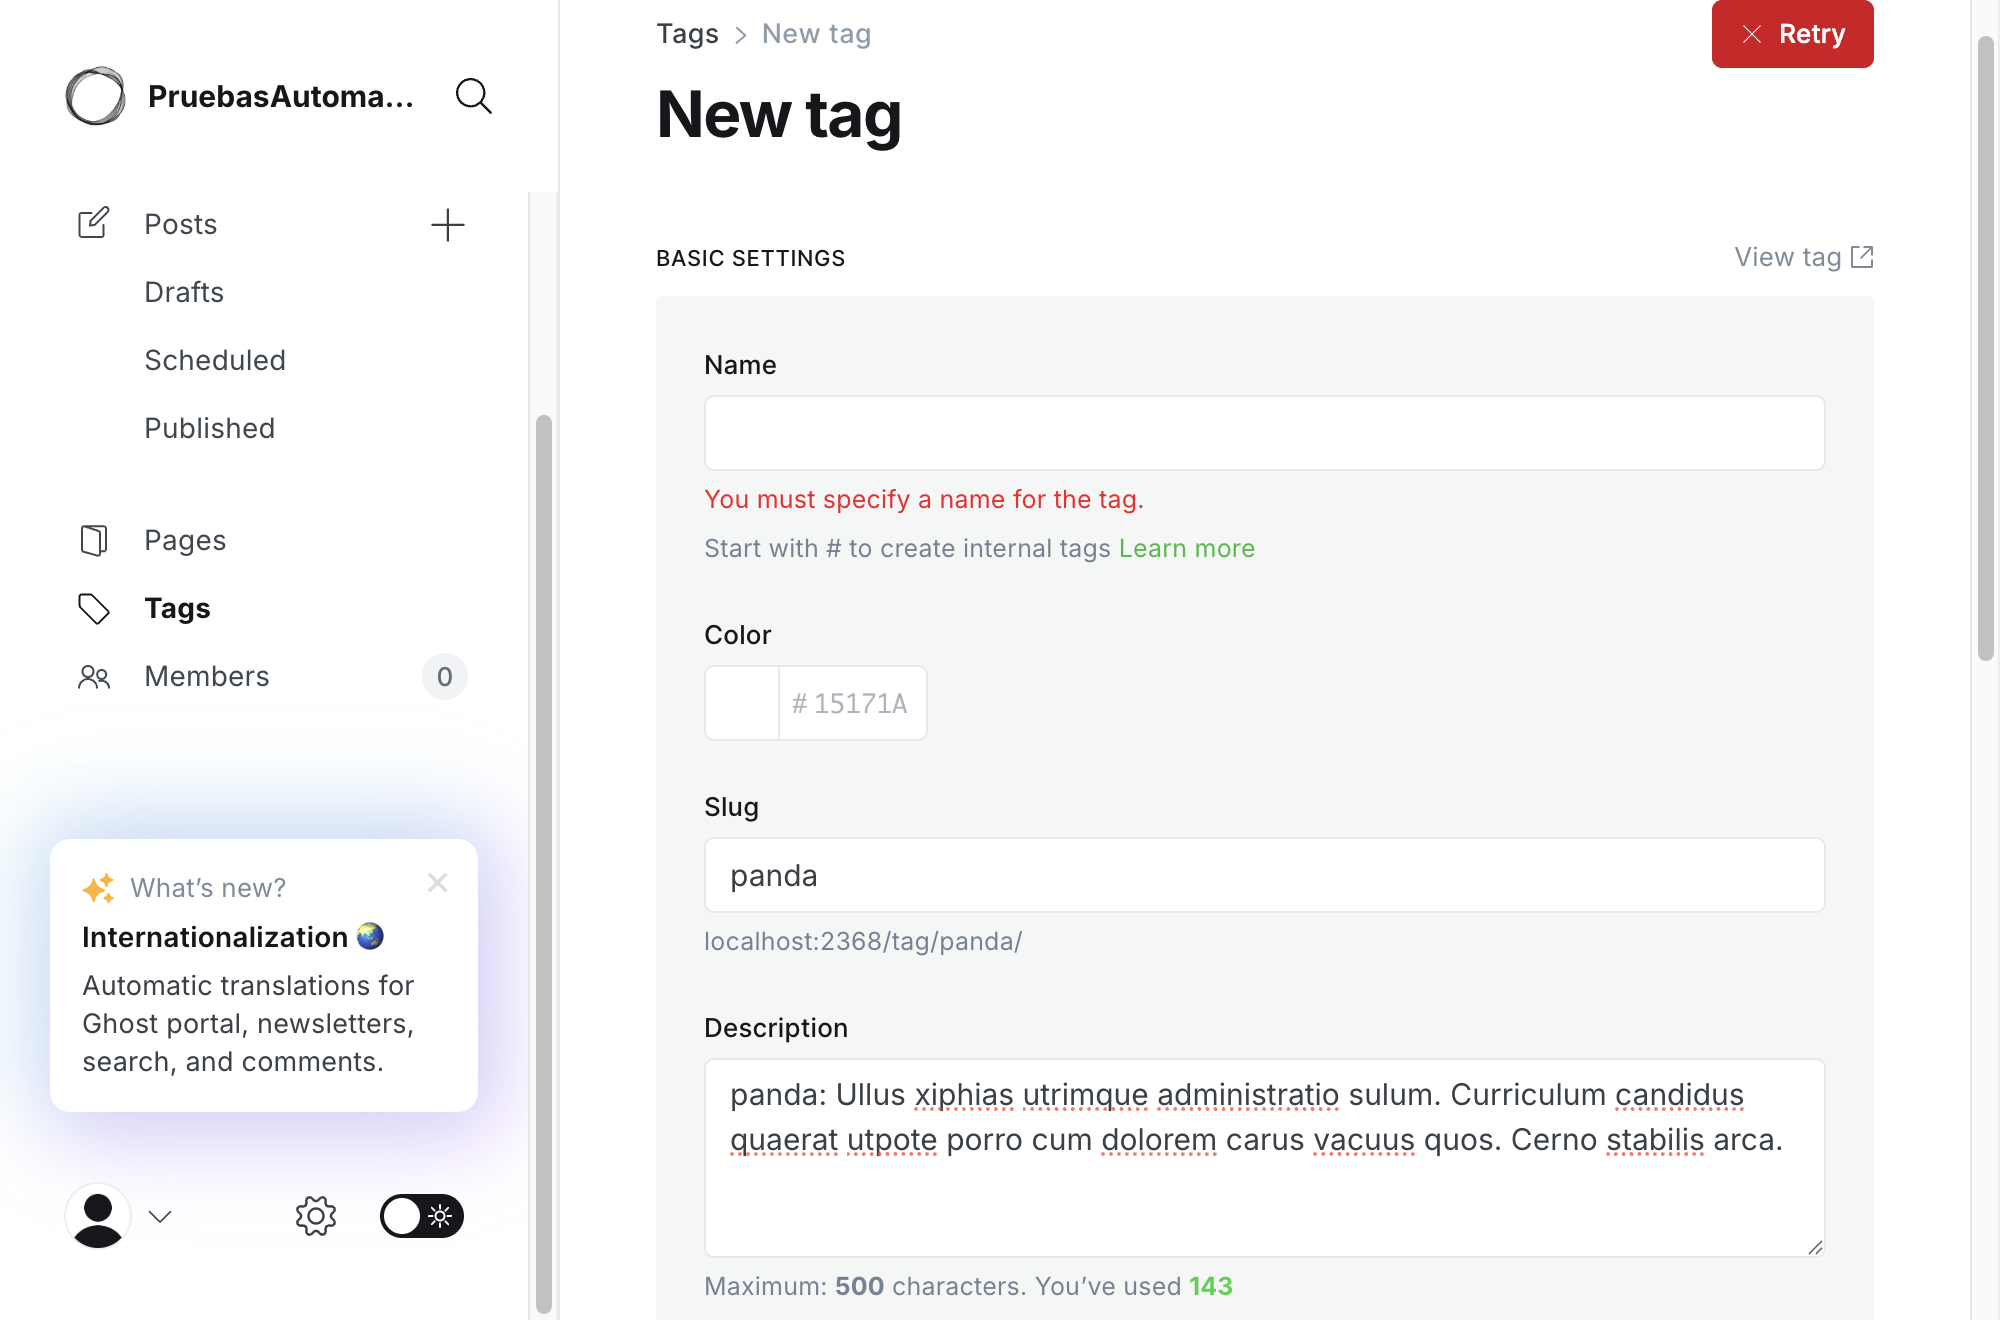 PruebasAutoma...
Posts
Drafts
Scheduled
Published
Pages
Tags
Members
0
What's new?
Internationalization 🌏
Automatic translations for
Ghost portal, newsletters,
search, and comments.
Tags > New tag
Retry
New tag
BASIC SETTINGS
View tag
Name
You must specify a name for the tag.
Start with # to create internal tags Learn more
Color
# 15171A
Slug
panda
localhost:2368/tag/panda/
Description
panda: Ullus xiphias utrimque administratio sulum. Curriculum candidus
quaerat utpote porro cum dolorem carus vacuus quos. Cerno stabilis arca.
Maximum: 500 characters. You've used 143